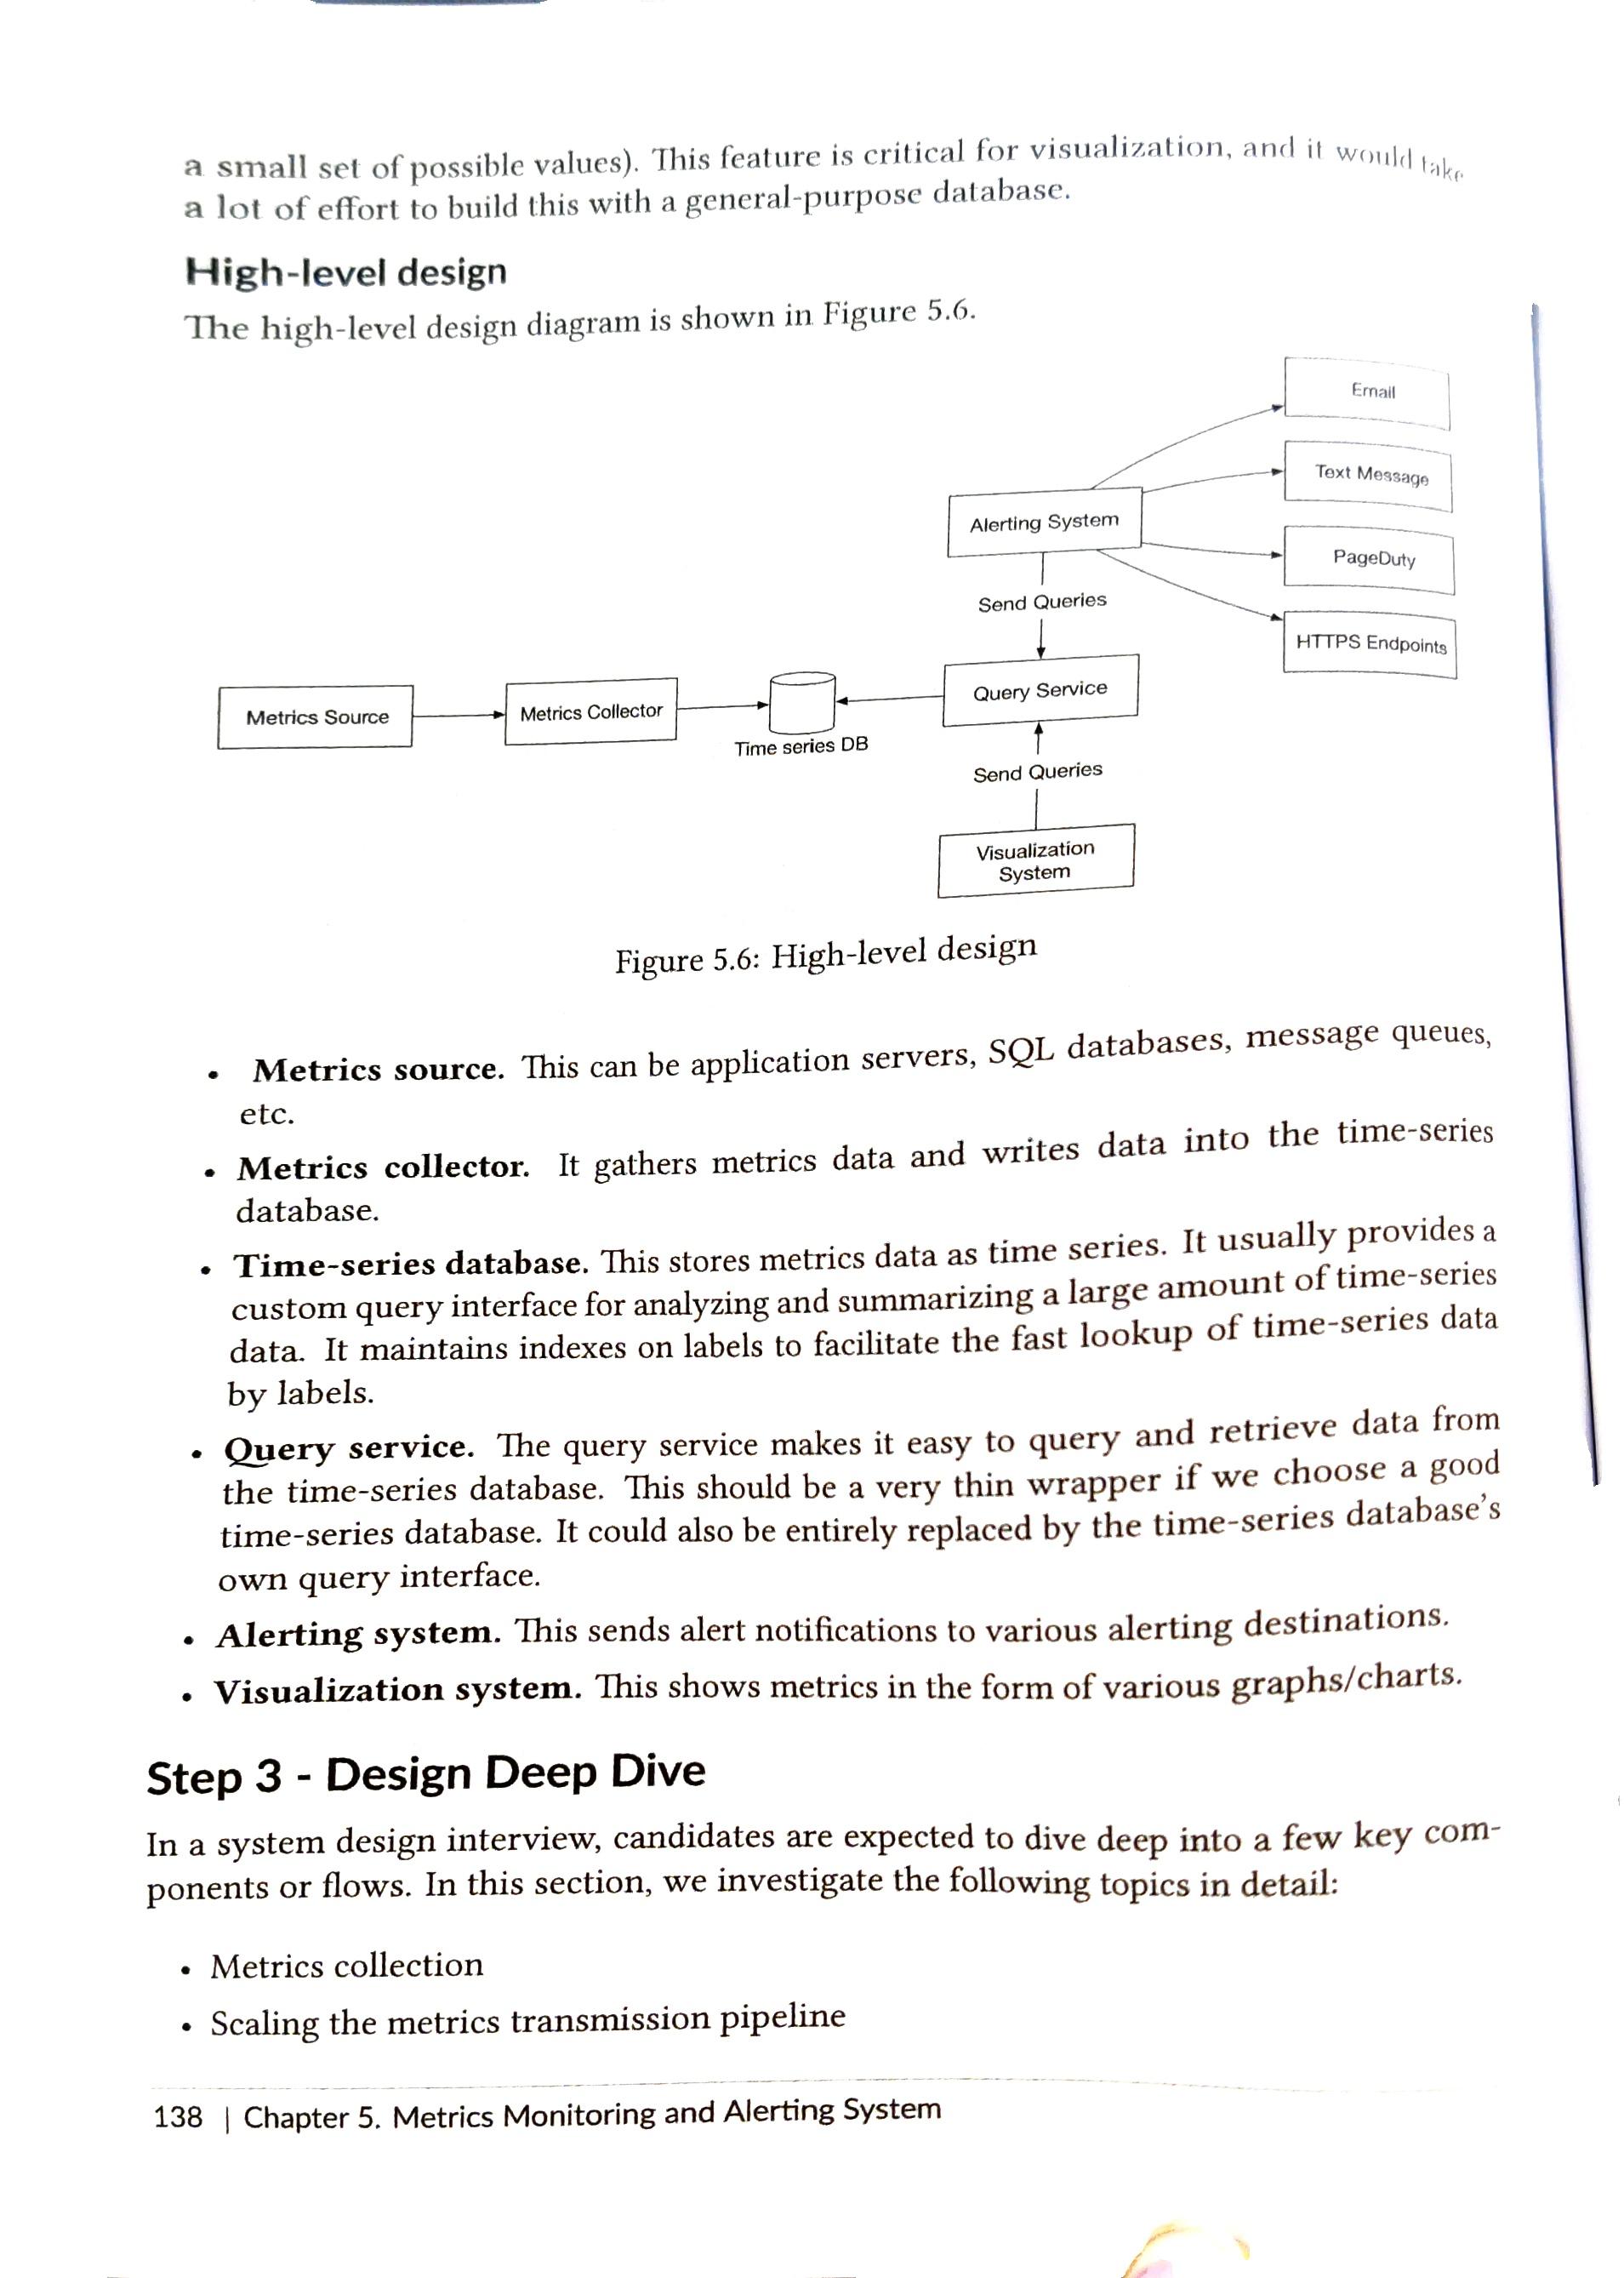 a small set of possible values). This feature is critical for visualization, and it would take
a lot of effort to build this with a general-purpose database.
High-level design
The high-level design diagram is shown in Figure 5.6.
Email
Text Message
Alerting System
PageDuty
Send Queries
HTTPS Endpoints
Metrics Source
Metrics Collector
Time series DB
Query Service
Send Queries
Visualization
System
Figure 5.6: High-level design
• Metrics source. This can be application servers, SQL databases, message queues,
etc.
• Metrics collector. It gathers metrics data and writes data into the time-series
database.
• Time-series database. This stores metrics data as time series. It usually provides a
custom query interface for analyzing and summarizing a large amount of time-series
data. It maintains indexes on labels to facilitate the fast lookup of time-series data
by labels.
• Query service. The query service makes it easy to query and retrieve data from
the time-series database. This should be a very thin wrapper if we choose a good
time-series database. It could also be entirely replaced by the time-series database's
own query interface.
• Alerting system. This sends alert notifications to various alerting destinations.
• Visualization system. This shows metrics in the form of various graphs/charts.
Step 3 - Design Deep Dive
In a system design interview, candidates are expected to dive deep into a few key com-
ponents or flows. In this section, we investigate the following topics in detail:
• Metrics collection
• Scaling the metrics transmission pipeline
138 | Chapter 5. Metrics Monitoring and Alerting System